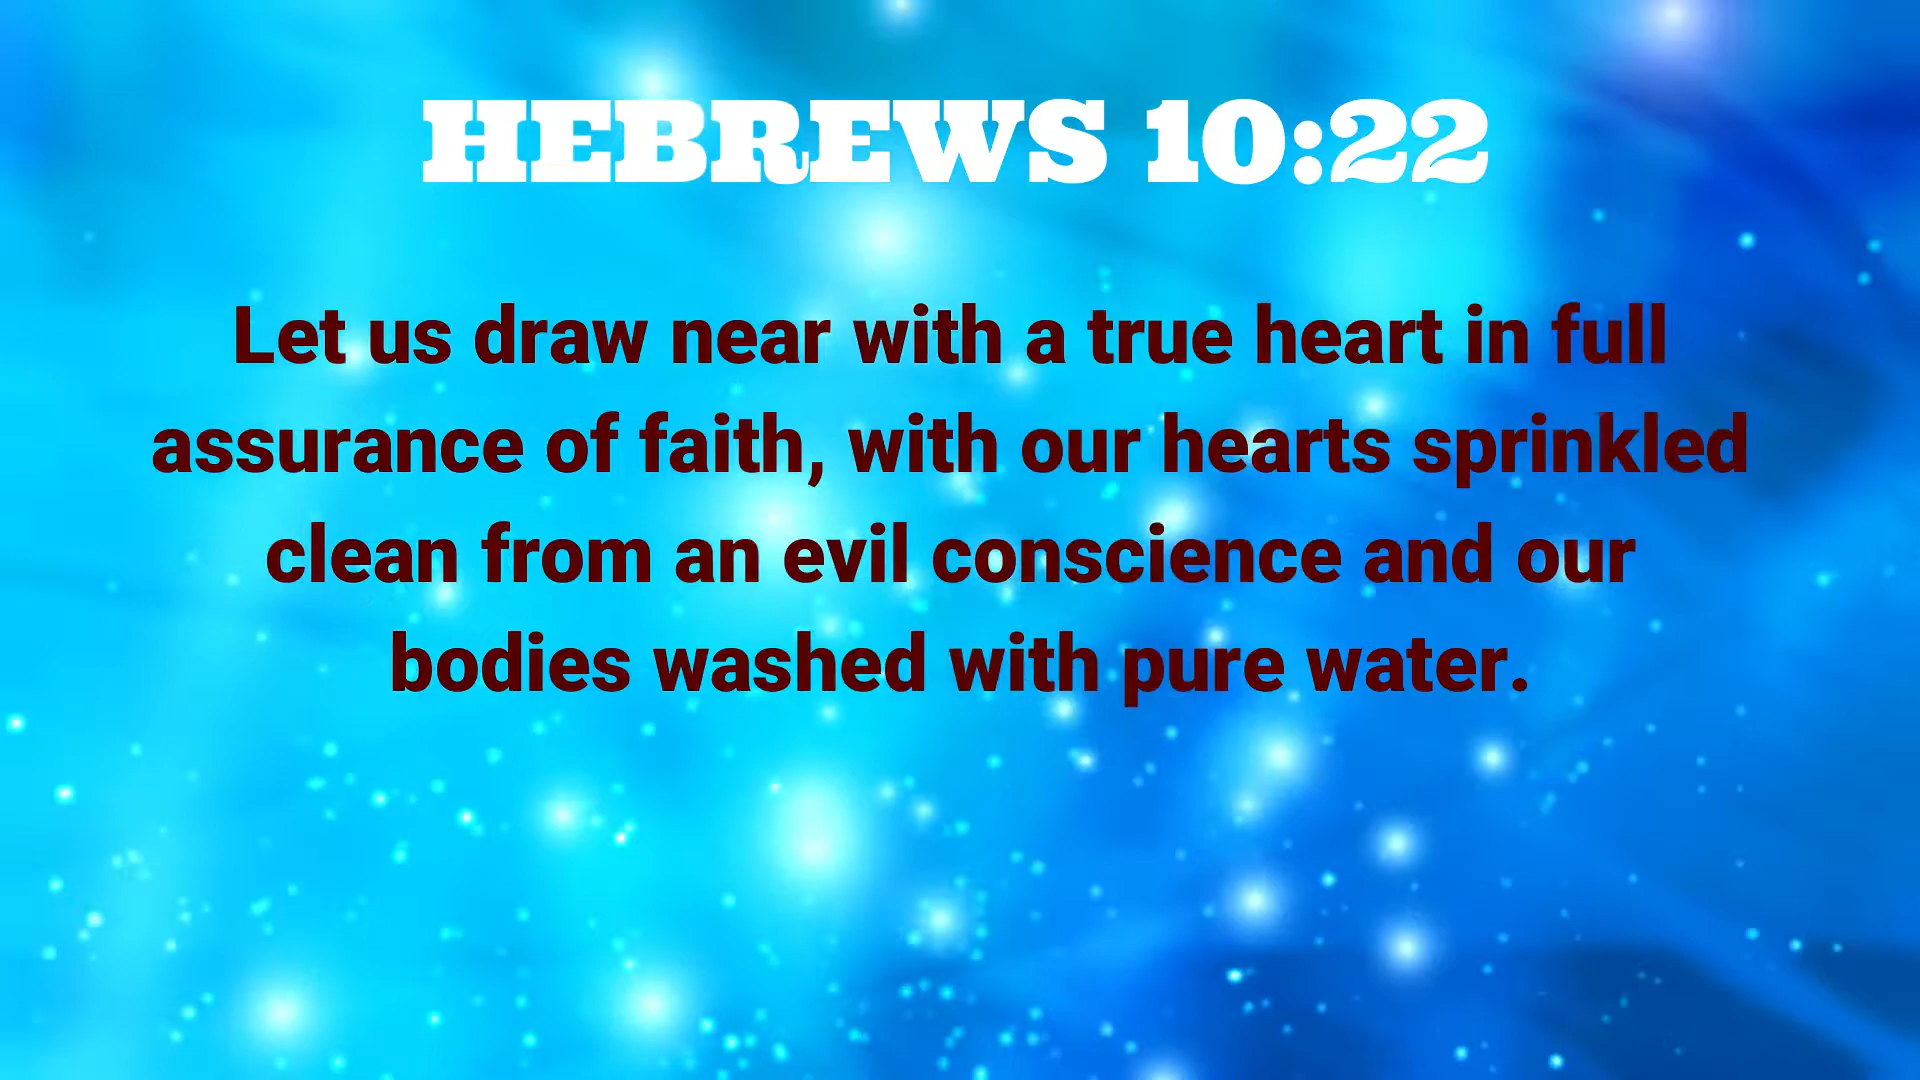 HEBREWS 10:22
Let us draw near with a true heart in full
assurance of faith, with our hearts sprinkled
clean from an evil conscience and our
bodies washed with pure water.